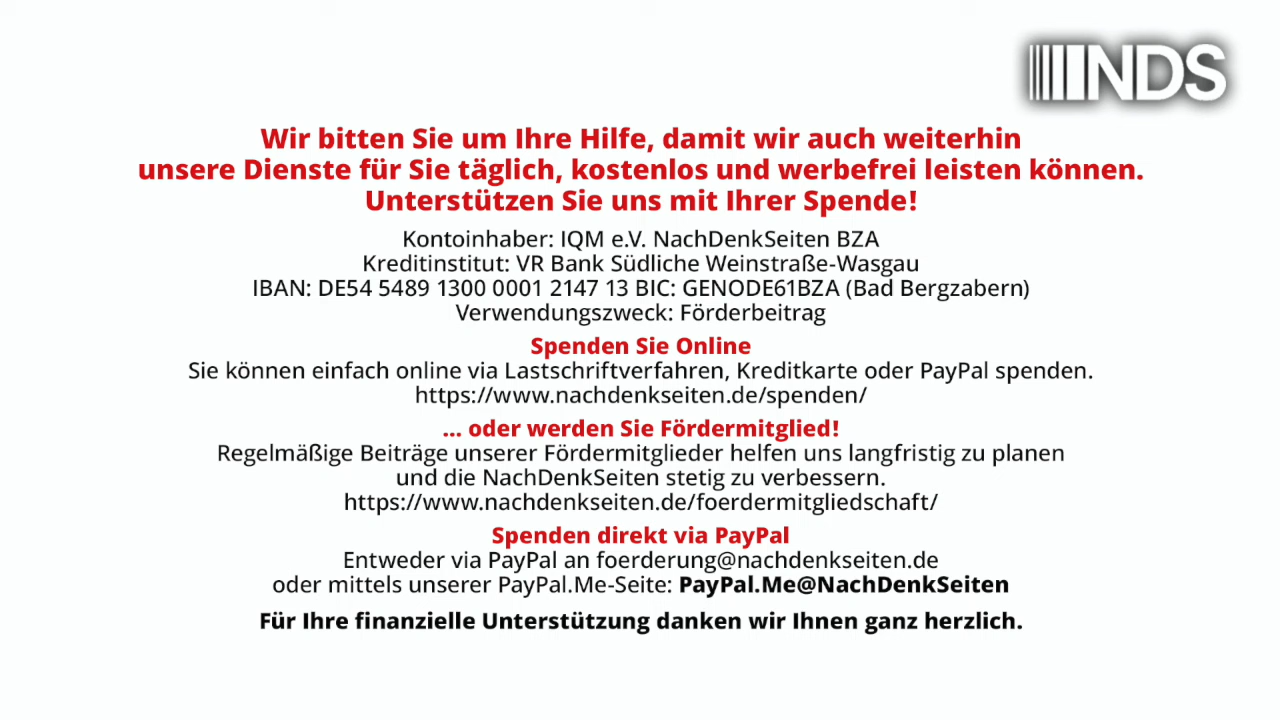 NDS
Wir bitten Sie um Ihre Hilfe, damit wir auch weiterhin
unsere Dienste für Sie täglich, kostenlos und werbefrei leisten können.
Unterstützen Sie uns mit Ihrer Spende!
Kontoinhaber: IQM e.V. NachDenkSeiten BZA
Kreditinstitut: VR Bank Südliche Weinstraße-Wasgau
IBAN: DE54 5489 1300 0001 2147 13 BIC: GENODE61BZA (Bad Bergzabern)
Verwendungszweck: Förderbeitrag
Spenden Sie Online
Sie können einfach online via Lastschriftverfahren, Kreditkarte oder PayPal spenden.
https://www.nachdenkseiten.de/spenden/
... oder werden Sie Fördermitglied!
Regelmäßige Beiträge unserer Fördermitglieder helfen uns langfristig zu planen
und die NachDenkSeiten stetig zu verbessern.
https://www.nachdenkseiten.de/foerdermitgliedschaft/
Spenden direkt via PayPal
Entweder via PayPal an foerderung@nachdenkseiten.de
oder mittels unserer PayPal.Me-Seite: PayPal.Me@NachDenkSeiten
Für Ihre finanzielle Unterstützung danken wir Ihnen ganz herzlich.